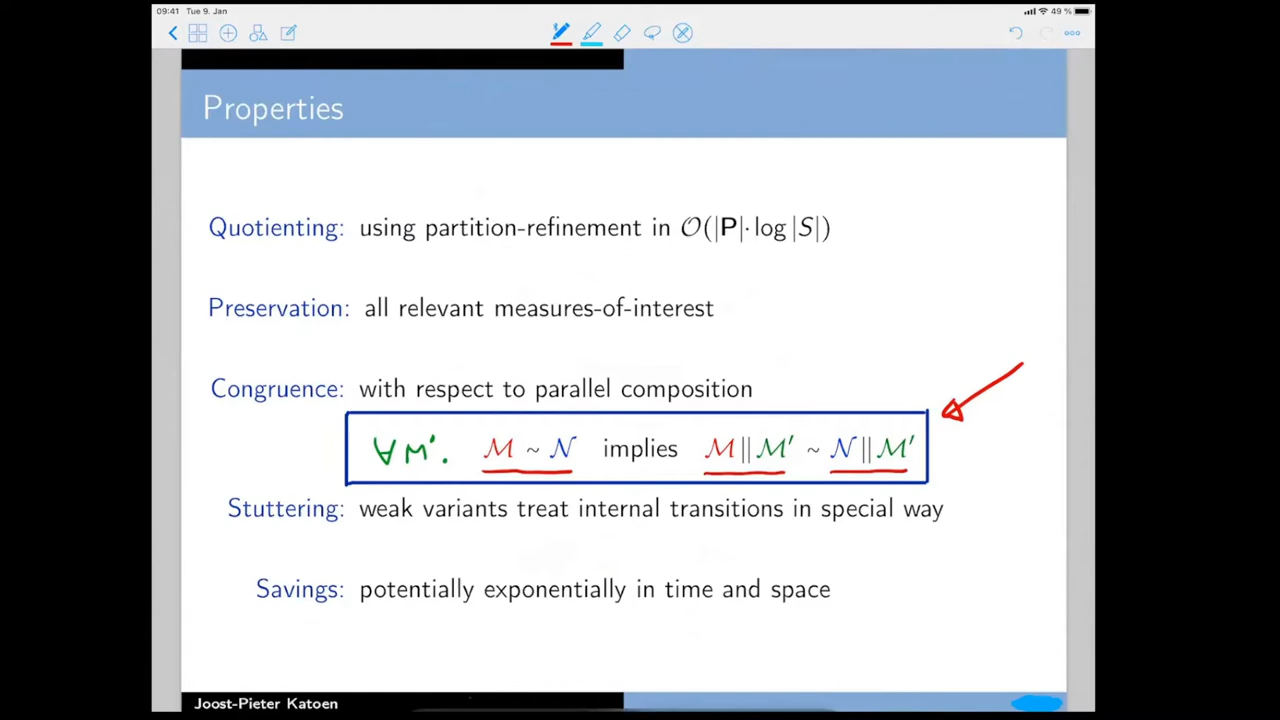 09:41 Tue 9. Jan 49 %
Properties
Quotienting: using partition-refinement in 𝒪(|P|·log|S|)
Preservation: all relevant measures-of-interest
Congruence: with respect to parallel composition
∀M'. M ~ N implies M||M' ~ N||M'
Stuttering: weak variants treat internal transitions in special way
Savings: potentially exponentially in time and space
Joost-Pieter Katoen